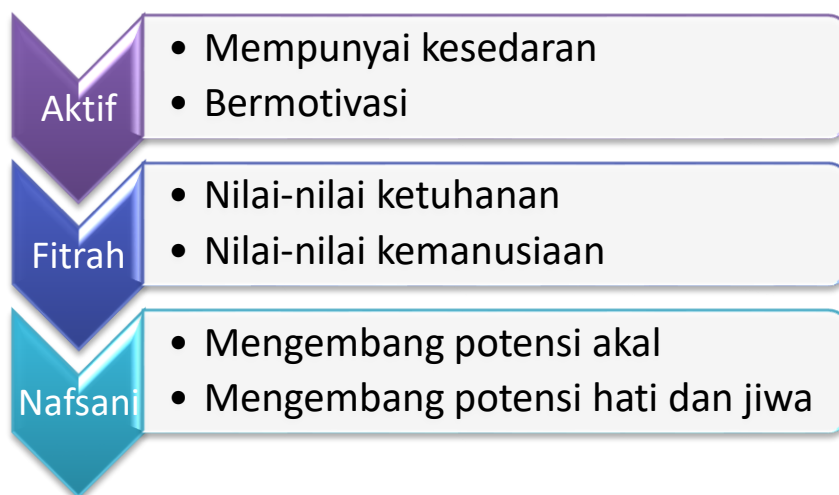 Aktif
• Mempunyai kesedaran
• Bermotivasi
Fitrah
• Nilai-nilai ketuhanan
• Nilai-nilai kemanusiaan
Nafsani
• Mengembang potensi akal
• Mengembang potensi hati dan jiwa